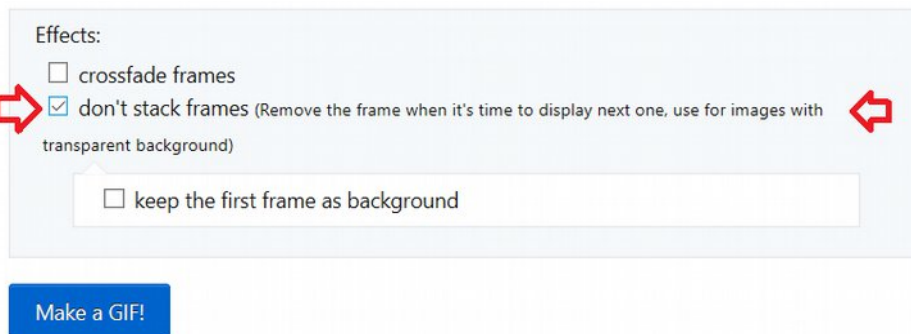 Effects:
crossfade frames
don't stack frames (Remove the frame when it's time to display next one, use for images with
transparent background)
keep the first frame as background
Make a GIF!